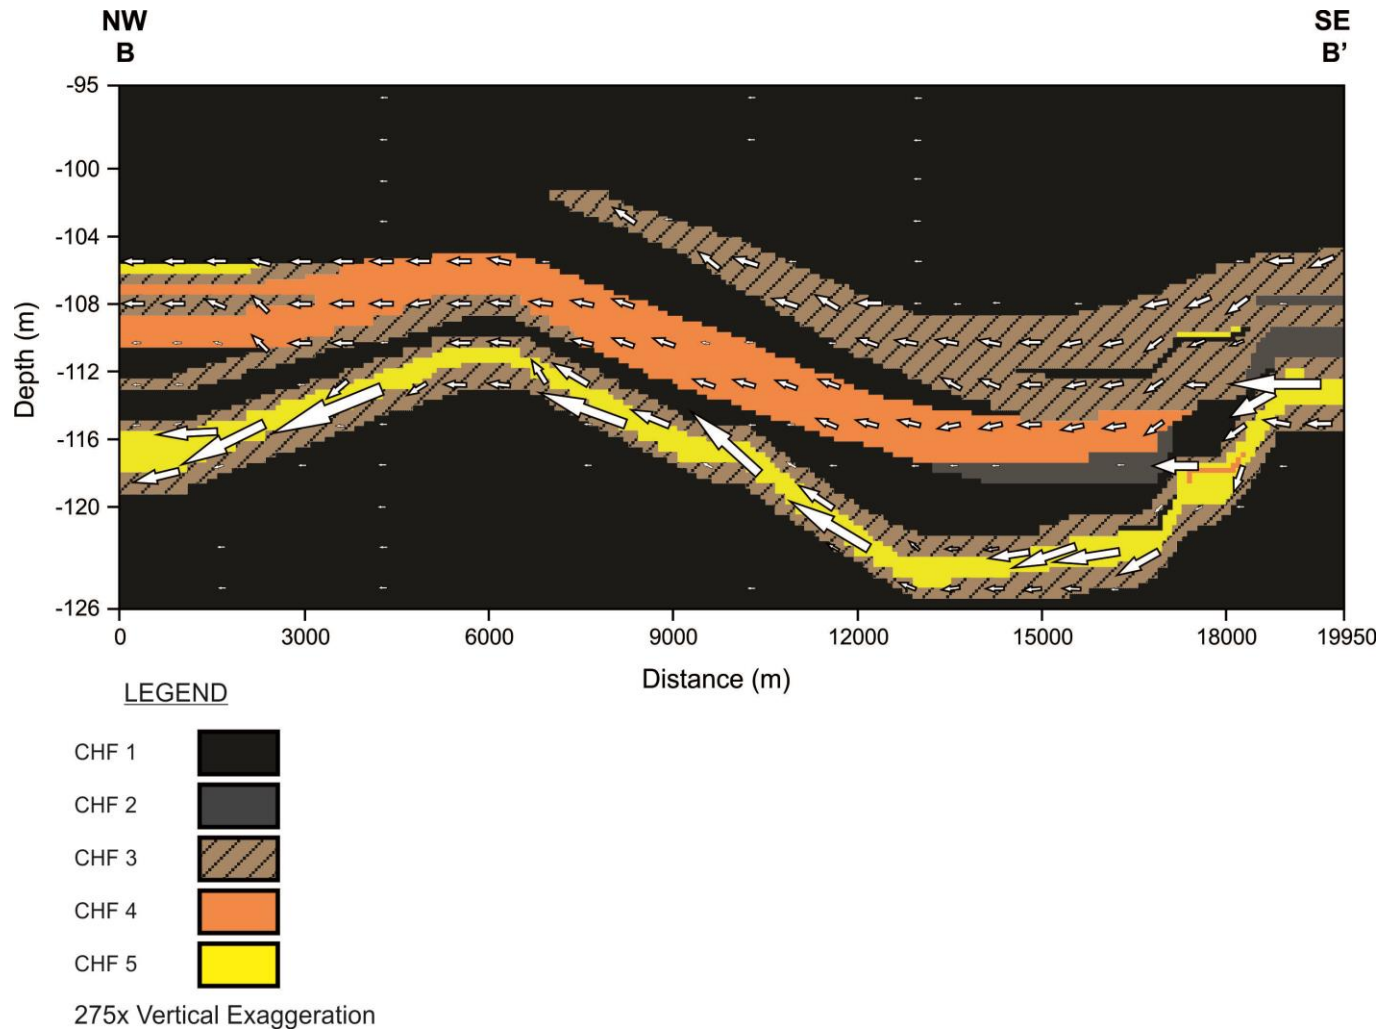 NW
B
SE
B’
-95
-100
-104
-108
-112
-116
-120
-126
Depth (m)
0 3000 6000 9000 12000 15000 18000 19950
Distance (m)
LEGEND
CHF 1
CHF 2
CHF 3
CHF 4
CHF 5
275x Vertical Exaggeration